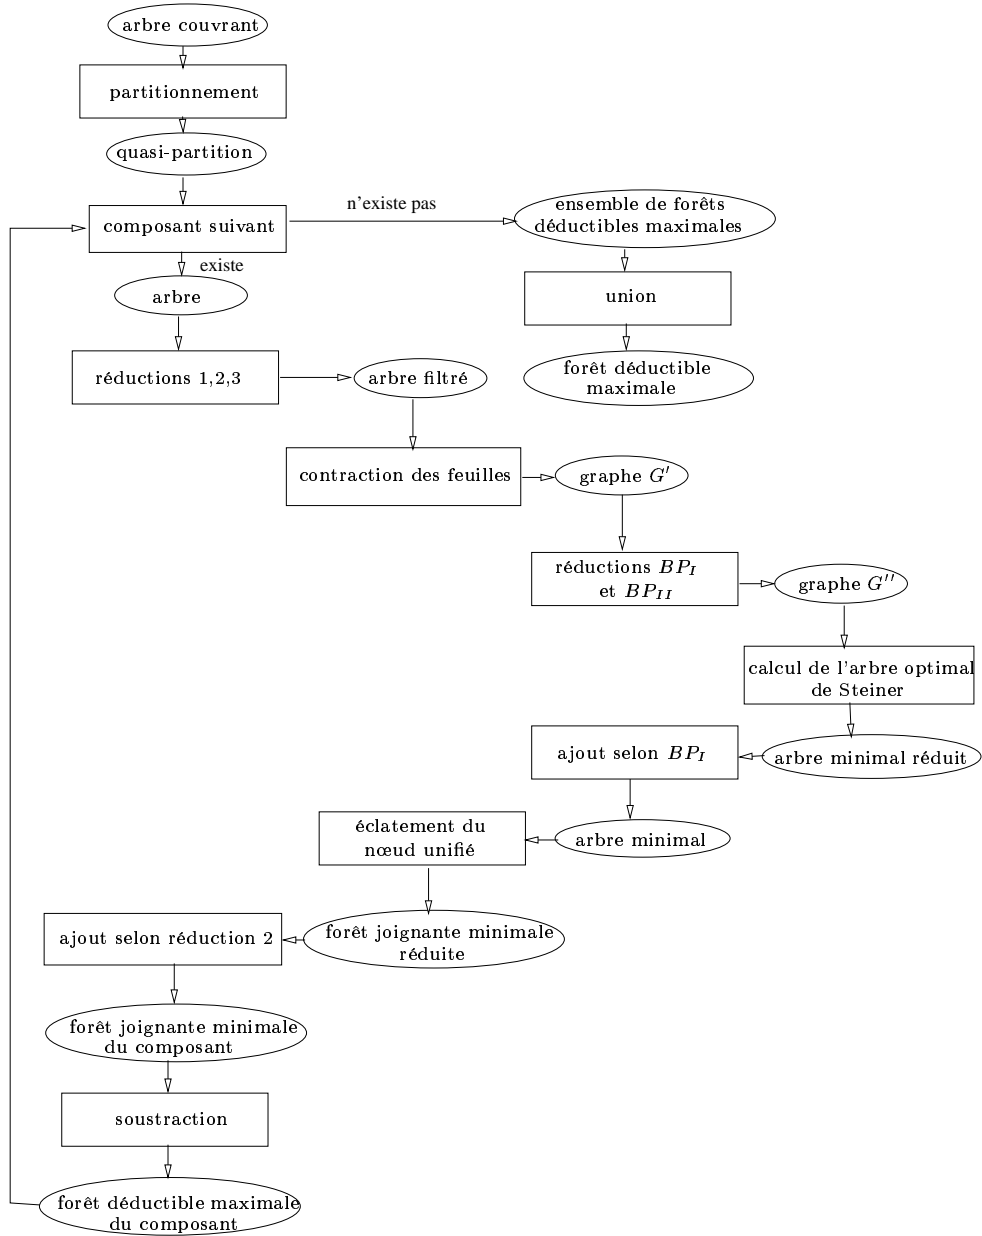 arbre couvrant
partitionnement
quasi-partition
composant suivant
n'existe pas
ensemble de forêts
déductibles maximales
existe
arbre
union
réductions 1,2,3
arbre filtré
forêt déductible
maximale
contraction des feuilles
graphe G′
réductions BP_I
et BP_II
graphe G′′
calcul de l'arbre optimal
de Steiner
ajout selon BP_I
arbre minimal réduit
éclatement du
nœud unifié
arbre minimal
ajout selon réduction 2
forêt joignante minimale
réduite
forêt joignante minimale
du composant
soustraction
forêt déductible maximale
du composant